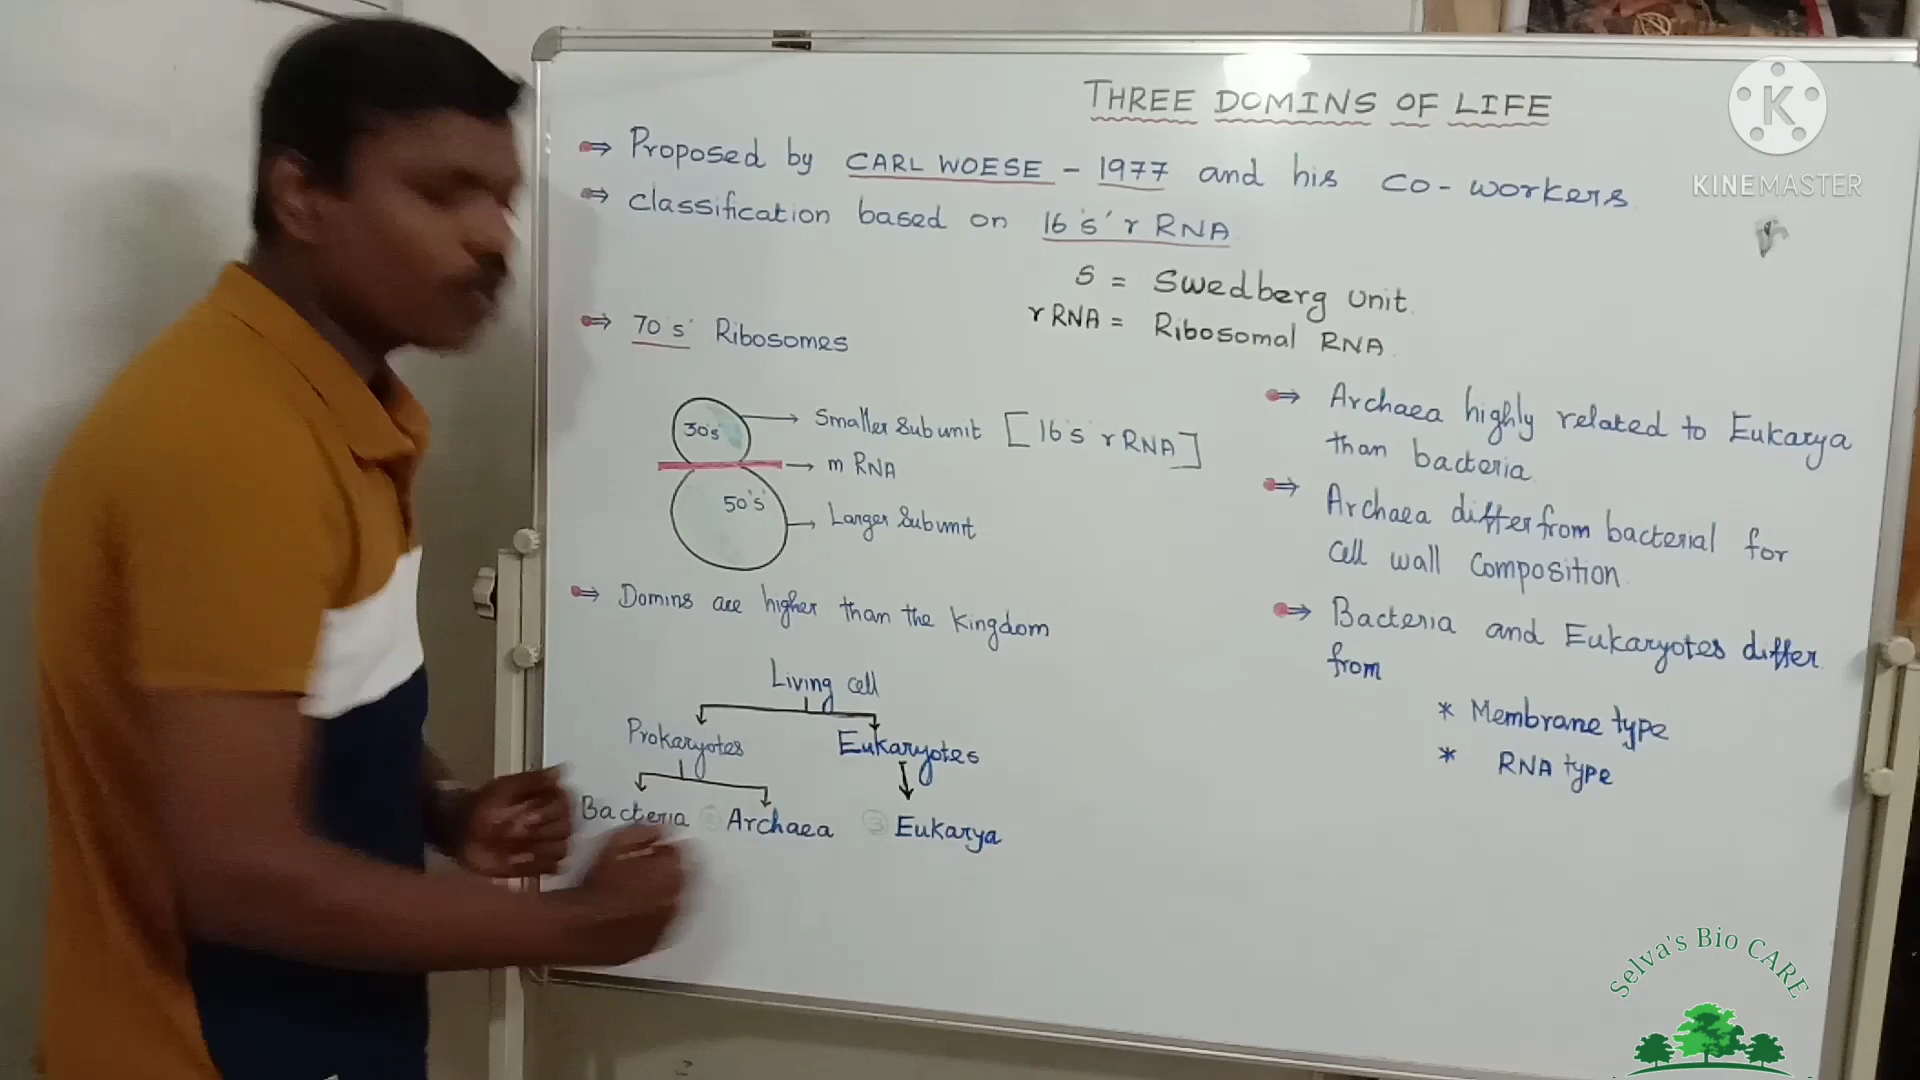 THREE DOMINS OF LIFE
Proposed by CARL WOESE - 1977 and his co-workers
classification based on 16's' r RNA
S = Swedberg unit.
r RNA = Ribosomal RNA.
70's' Ribosomes
30's'
Smaller Subunit [16's' r RNA]
m RNA
50's'
Larger Subunit
Domins are higher than the kingdom
Living cell
Prokaryotes
Eukaryotes
Bacteria
Archaea
3 Eukarya
Archaea highly related to Eukarya
than bacteria
Archaea differ from bacterial for
cell wall composition.
Bacteria and Eukaryotes differ
from
* Membrane type
* RNA type
KINEMASTER
Selva's Bio CARE